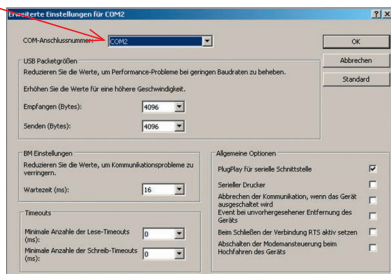 Erweiterte Einstellungen für COM2
COM-Anschlussnummer: COM2
OK
Abbrechen
Standard
USB Packetgrößen
Reduzieren Sie die Werte, um Performance-Probleme bei geringen Baudraten zu beheben.
Erhöhen Sie die Werte für eine höhere Geschwindigkeit.
Empfangen (Bytes): 4096
Senden (Bytes): 4096
BM Einstellungen
Reduzieren Sie die Werte, um Kommunikationsprobleme zu
verringern.
Wartezeit (ms): 16
Timeouts
Minimale Anzahle der Lese-Timeouts
(ms): 0
Minimale Anzahle der Schreib-Timeouts
(ms): 0
Allgemeine Optionen
PlugPlay für serielle Schnittstelle
Serieller Drucker
Abbrechen der Kommunikation, wenn das Gerät
ausgeschaltet wird
Event bei unvorhergesehener Entfernung des
Geräts
Beim Schließen der Verbindung RTS aktiv setzen
Abschalten der Modemansteuerung beim
Hochfahren des Geräts